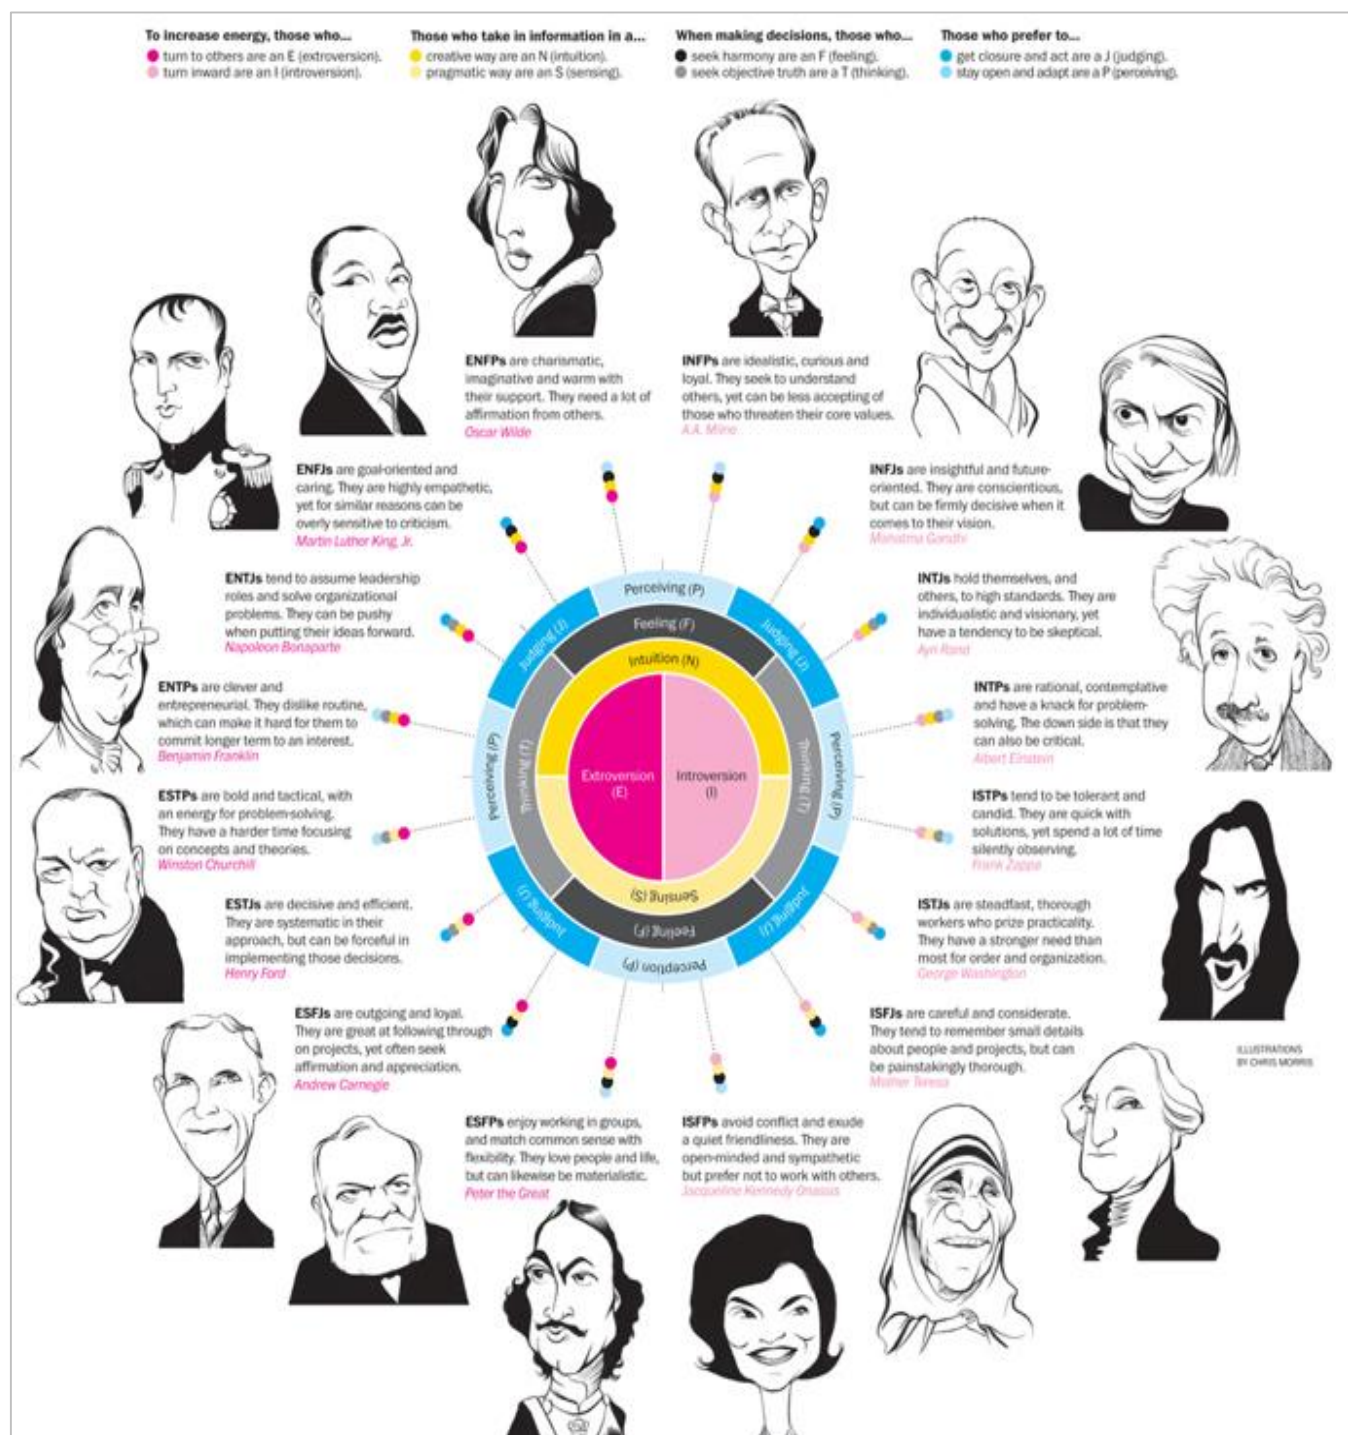 To increase energy, those who...
turn to others are an E (extroversion).
turn inward are an I (introversion).
Those who take in information in a...
creative way are an N (intuition).
pragmatic way are an S (sensing).
When making decisions, those who...
seek harmony are an F (feeling).
seek objective truth are a T (thinking).
Those who prefer to...
get closure and act are a J (judging).
stay open and adapt are a P (perceiving).
ENFPs are charismatic,
imaginative and warm with
their support. They need a lot of
affirmation from others.
Oscar Wilde
INFPs are idealistic, curious and
loyal. They seek to understand
others, yet can be less accepting of
those who threaten their core values.
A.A. Milne
ENFJs are goal-oriented and
caring. They are highly empathetic,
yet for similar reasons can be
overly sensitive to criticism.
Martin Luther King, Jr.
INFJs are insightful and future-
oriented. They are conscientious,
but can be firmly decisive when it
comes to their vision.
Mahatma Gandhi
ENTJs tend to assume leadership
roles and solve organizational
problems. They can be pushy
when putting their ideas forward.
Napoleon Bonaparte
INTJs hold themselves, and
others, to high standards. They are
individualistic and visionary, yet
have a tendency to be skeptical.
Ayn Rand
ENTPs are clever and
entrepreneurial. They dislike routine,
which can make it hard for them to
commit longer term to an interest.
Benjamin Franklin
INTPs are rational, contemplative
and have a knack for problem-
solving. The down side is that they
can also be critical.
Albert Einstein
ESTPs are bold and tactical, with
an energy for problem-solving.
They have a harder time focusing
on concepts and theories.
Winston Churchill
ISTPs tend to be tolerant and
candid. They are quick with
solutions, yet spend a lot of time
silently observing.
Frank Zappa
ESTJs are decisive and efficient.
They are systematic in their
approach, but can be forceful in
implementing those decisions.
Henry Ford
ISTJs are steadfast, thorough
workers who prize practicality.
They have a stronger need than
most for order and organization.
George Washington
ESFJs are outgoing and loyal.
They are great at following through
on projects, yet often seek
affirmation and appreciation.
Andrew Carnegie
ISFJs are careful and considerate.
They tend to remember small details
about people and projects, but can
be painstakingly thorough.
Mother Teresa
ESFPs enjoy working in groups,
and match common sense with
flexibility. They love people and life,
but can likewise be materialistic.
Peter the Great
ISFPs avoid conflict and exude
a quiet friendliness. They are
open-minded and sympathetic
but prefer not to work with others.
Jacqueline Kennedy Onassis
Perceiving (P)
Judging (J)
Feeling (F)
Judging (J)
Intuition (N)
Perceiving (P)
Thinking (T)
Extroversion
(E)
Introversion
(I)
Thinking (T)
Perceiving (P)
Sensing (S)
Judging (J)
Feeling (F)
Judging (J)
Perception (P)
ILLUSTRATIONS
BY CHRIS MORRIS